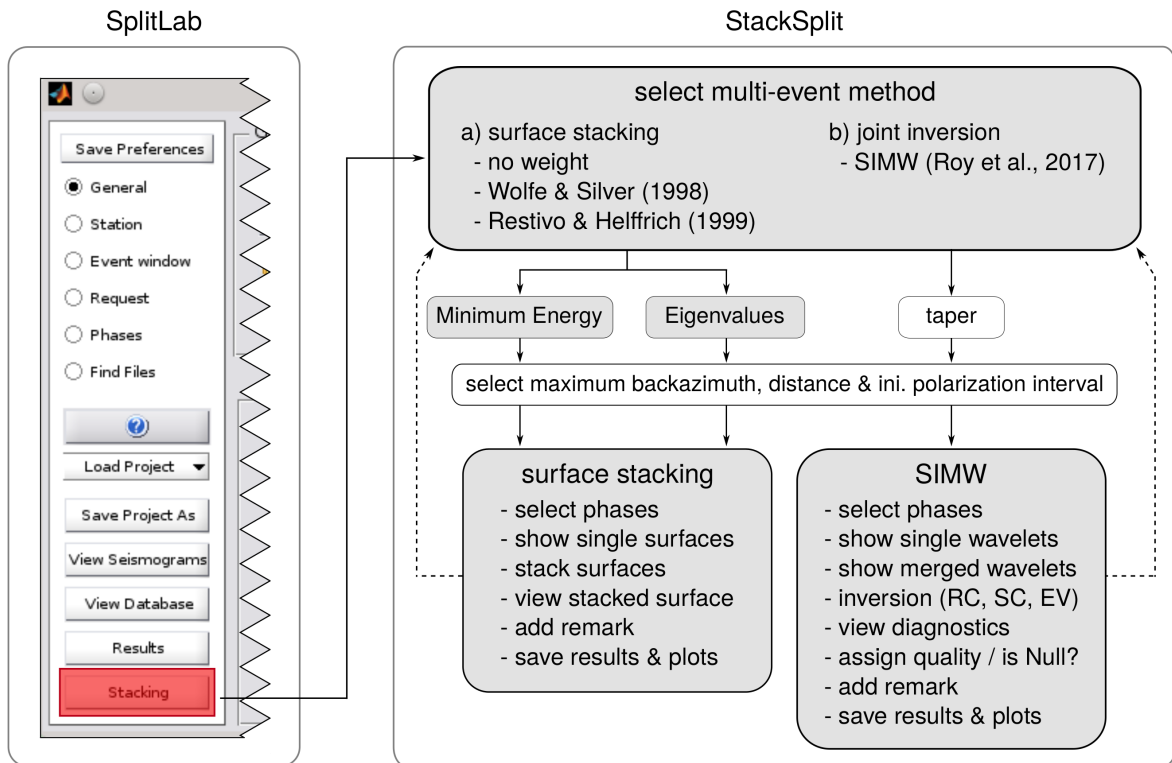 SplitLab
Save Preferences
General
Station
Event window
Request
Phases
Find Files
?
Load Project
Save Project As
View Seismograms
View Database
Results
Stacking
StackSplit
select multi-event method
a) surface stacking
- no weight
- Wolfe & Silver (1998)
- Restivo & Helffrich (1999)
b) joint inversion
- SIMW (Roy et al., 2017)
Minimum Energy
Eigenvalues
taper
select maximum backazimuth, distance & ini. polarization interval
surface stacking
- select phases
- show single surfaces
- stack surfaces
- view stacked surface
- add remark
- save results & plots
SIMW
- select phases
- show single wavelets
- show merged wavelets
- inversion (RC, SC, EV)
- view diagnostics
- assign quality / is Null?
- add remark
- save results & plots